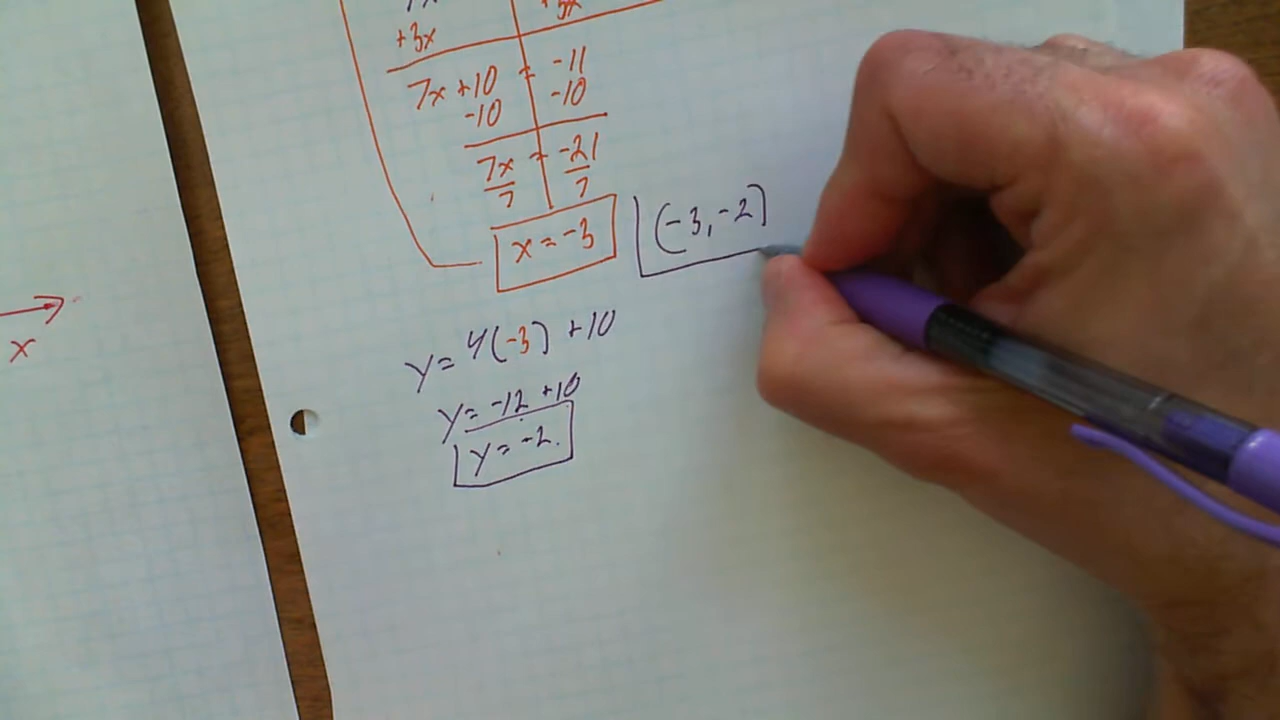 +3x
7x +10 = -11
-10 -10
7x/7 = -21/7
x = -3
(-3, -2)
x
y = 4(-3) +10
y = -12 +10
y = -2.